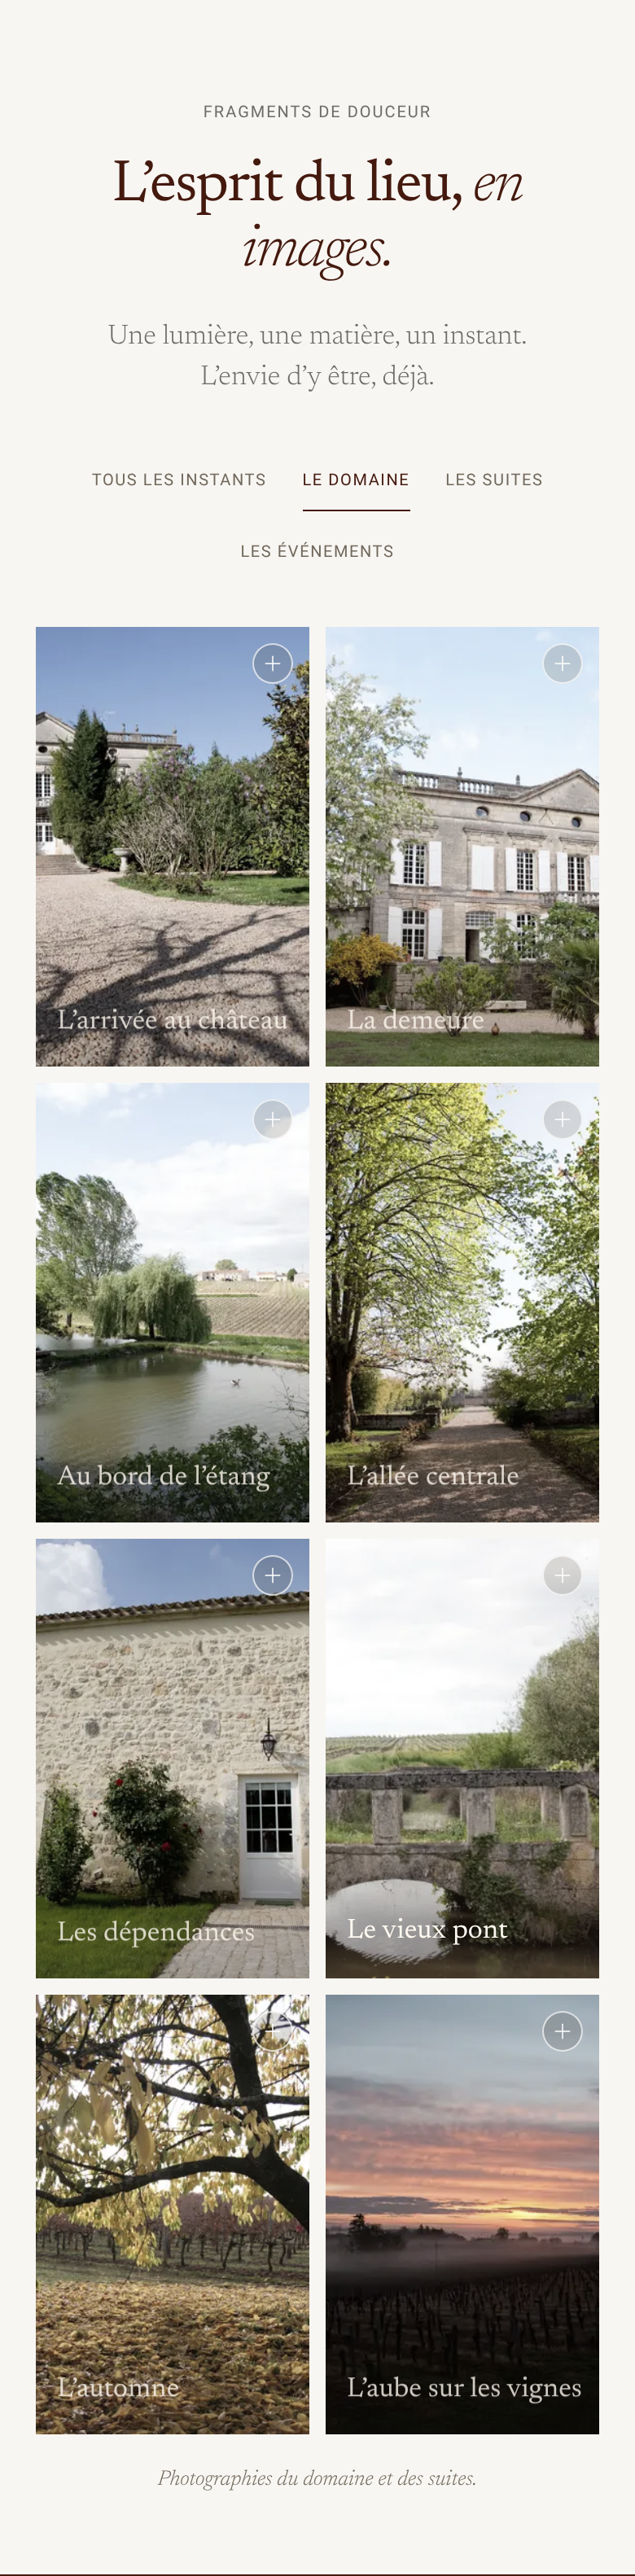 FRAGMENTS DE DOUCEUR
L’esprit du lieu, en
images.
Une lumière, une matière, un instant.
L’envie d’y être, déjà.
TOUS LES INSTANTS LE DOMAINE LES SUITES
LES ÉVÉNEMENTS
L’arrivée au château
La demeure
Au bord de l’étang
L’allée centrale
Les dépendances
Le vieux pont
L’automne
L’aube sur les vignes
Photographies du domaine et des suites.